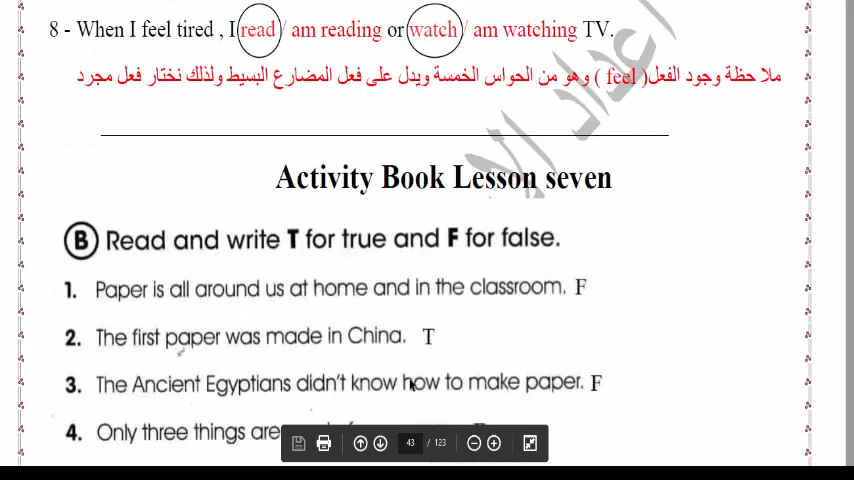 8 - When I feel tired , I read / am reading or watch / am watching TV.
ملا حظة وجود الفعل( feel ) وهو من الحواس الخمسة ويدل على فعل المضارع البسيط ولذلك نختار فعل مجرد
اعداد الا
Activity Book Lesson seven
B Read and write T for true and F for false.
1. Paper is all around us at home and in the classroom. F
2. The first paper was made in China. T
3. The Ancient Egyptians didn't know how to make paper. F
4. Only three things are
43 / 123